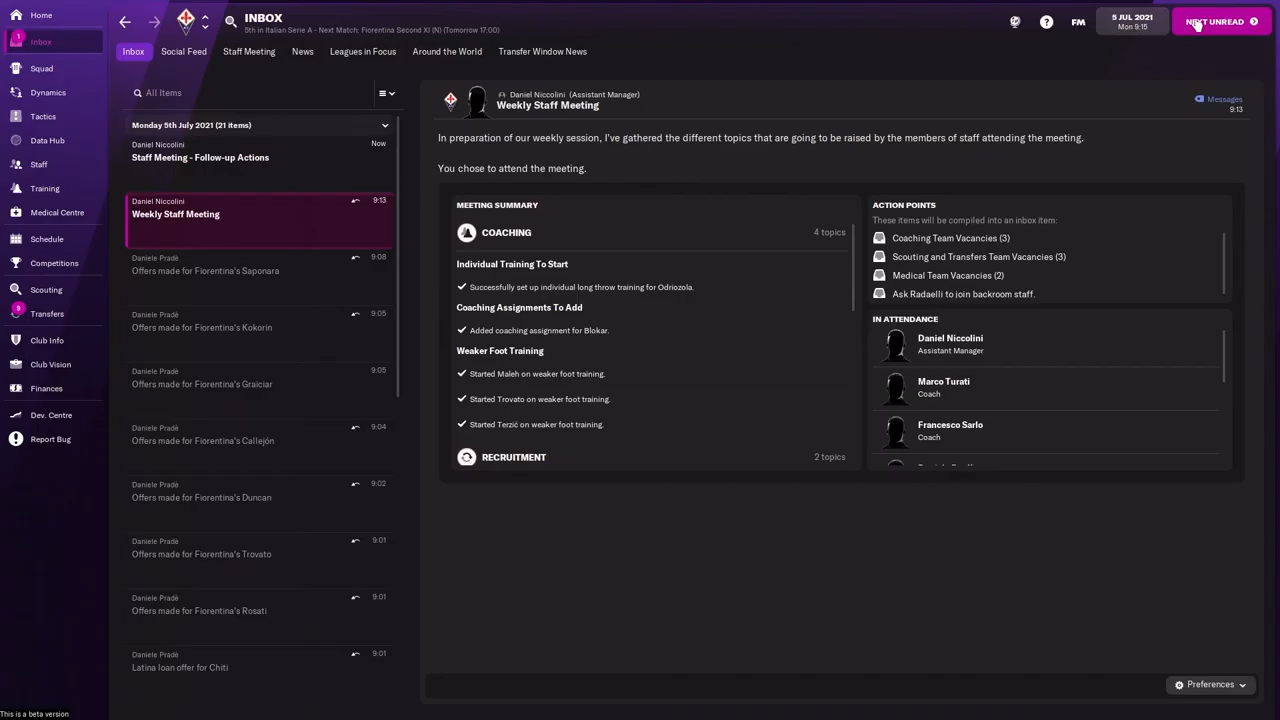 Home
INBOX
5th in Italian Serie A - Next Match: Fiorentina Second XI (N) (Tomorrow 17:00)
FM
5 JUL 2021
Mon 9:15
NEXT UNREAD
1
Inbox
Squad
Dynamics
Tactics
Data Hub
Staff
Training
Medical Centre
Schedule
Competitions
Scouting
9
Transfers
Club Info
Club Vision
Finances
Dev. Centre
Report Bug
This is a beta version
Inbox
Social Feed
Staff Meeting
News
Leagues in Focus
Around the World
Transfer Window News
All Items
Monday 5th July 2021 (21 items)
Daniel Niccolini
Now
Staff Meeting - Follow-up Actions
Daniel Niccolini
9:13
Weekly Staff Meeting
Daniele Pradè
9:08
Offers made for Fiorentina's Saponara
Daniele Pradè
9:05
Offers made for Fiorentina's Kokorin
Daniele Pradè
9:05
Offers made for Fiorentina's Graiciar
Daniele Pradè
9:04
Offers made for Fiorentina's Callejón
Daniele Pradè
9:02
Offers made for Fiorentina's Duncan
Daniele Pradè
9:01
Offers made for Fiorentina's Trovato
Daniele Pradè
9:01
Offers made for Fiorentina's Rosati
Daniele Pradè
9:01
Latina loan offer for Chiti
Daniel Niccolini (Assistant Manager)
Weekly Staff Meeting
Messages
9:13
In preparation of our weekly session, I've gathered the different topics that are going to be raised by the members of staff attending the meeting.
You chose to attend the meeting.
MEETING SUMMARY
COACHING
4 topics
Individual Training To Start
Successfully set up individual long throw training for Odriozola.
Coaching Assignments To Add
Added coaching assignment for Blokar.
Weaker Foot Training
Started Maleh on weaker foot training.
Started Trovato on weaker foot training.
Started Terzić on weaker foot training.
RECRUITMENT
2 topics
ACTION POINTS
These items will be compiled into an inbox item:
Coaching Team Vacancies (3)
Scouting and Transfers Team Vacancies (3)
Medical Team Vacancies (2)
Ask Radaelli to join backroom staff.
IN ATTENDANCE
Daniel Niccolini
Assistant Manager
Marco Turati
Coach
Francesco Sarlo
Coach
Preferences